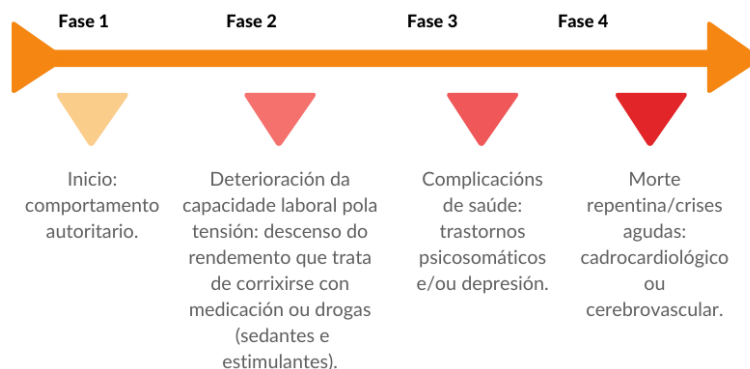 Fase 1
Fase 2
Fase 3
Fase 4
Inicio:
comportamento
autoritario.
Deterioración da
capacidade laboral pola
tensión: descenso do
rendemento que trata
de corrixirse con
medicación ou drogas
(sedantes e
estimulantes).
Complicacións
de saúde:
trastornos
psicosomáticos
e/ou depresión.
Morte
repentina/crises
agudas:
cadrocardiológico
ou
cerebrovascular.